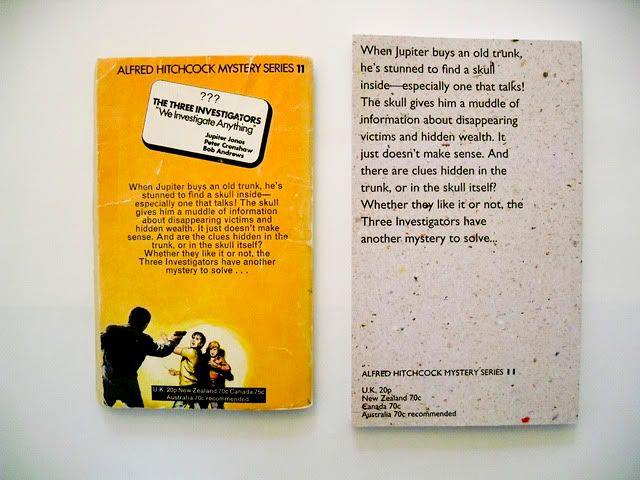 ALFRED HITCHCOCK MYSTERY SERIES 11
???
THE THREE INVESTIGATORS
"We Investigate Anything"
Jupiter Jones
Peter Crenshaw
Bob Andrews
When Jupiter buys an old trunk, he's
stunned to find a skull inside—
especially one that talks! The skull
gives him a muddle of information
about disappearing victims and
hidden wealth. It just doesn't make
sense. And are the clues hidden in the
trunk, or in the skull itself?
Whether they like it or not, the
Three Investigators have another
mystery to solve . . .
U.K. 20p New Zealand 70c Canada 75c
Australia 70c recommended
When Jupiter buys an old trunk,
he's stunned to find a skull
inside—especially one that talks!
The skull gives him a muddle of
information about disappearing
victims and hidden wealth. It
just doesn't make sense. And
there are clues hidden in the
trunk, or in the skull itself?
Whether they like it or not, the
Three Investigators have
another mystery to solve...
ALFRED HITCHCOCK MYSTERY SERIES 11
U.K. 20p
New Zealand 70c
Canada 70c
Australia 70c recommended